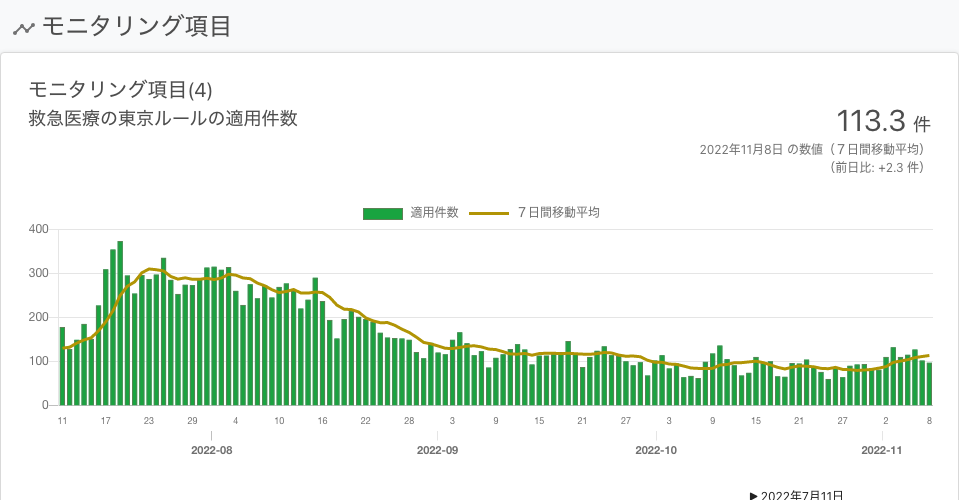 モニタリング項目
モニタリング項目(4)
救急医療の東京ルールの適用件数
113.3 件
2022年11月8日 の数値（７日間移動平均）
（前日比: +2.3 件）
適用件数 ７日間移動平均
400
300
200
100
0
11 17 23 29 4 10 16 22 28 3 9 15 21 27 3 9 15 21 27 2 8
2022-08 2022-09 2022-10 2022-11
▶ 2022年7月11日